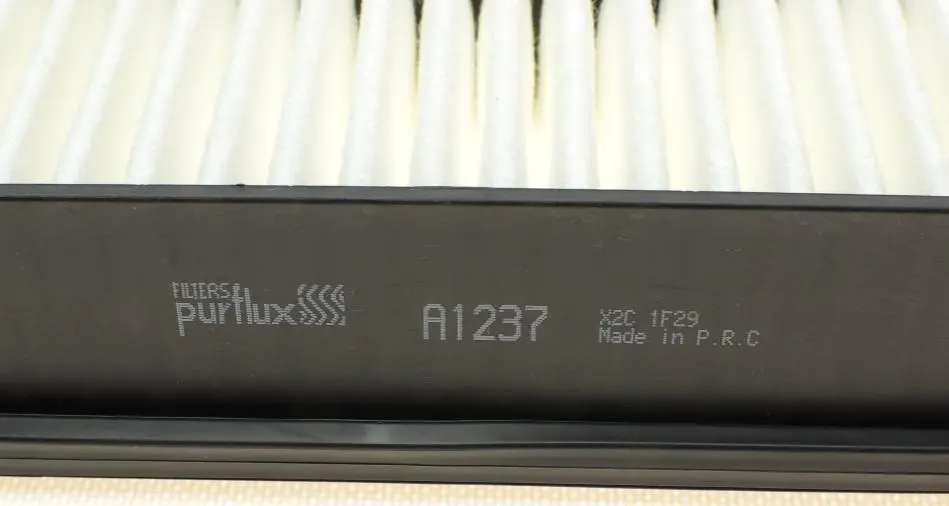 FILTERS
purflux
A1237
X2C 1F29
Made in P.R.C